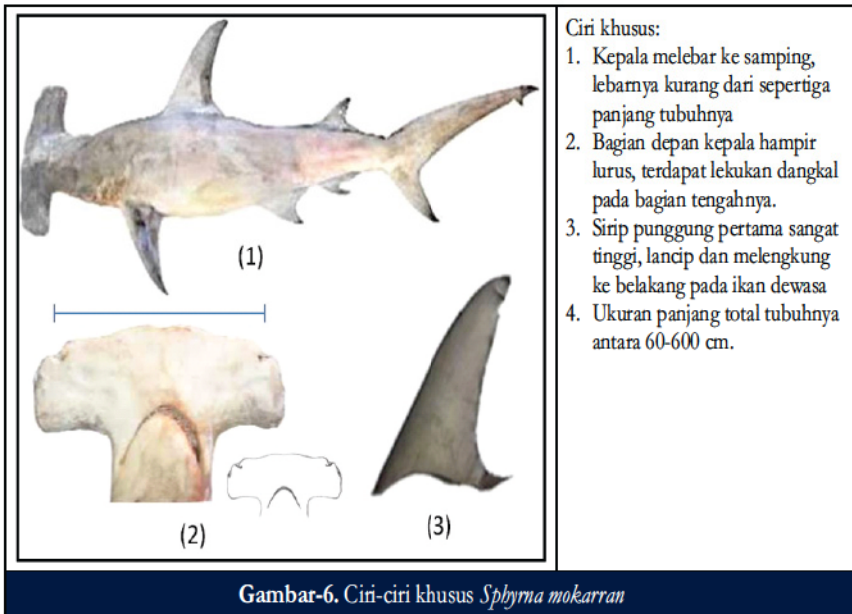 (1)
(2)
(3)
Ciri khusus:
1. Kepala melebar ke samping,
lebarnya kurang dari sepertiga
panjang tubuhnya
2. Bagian depan kepala hampir
lurus, terdapat lekukan dangkal
pada bagian tengahnya.
3. Sirip punggung pertama sangat
tinggi, lancip dan melengkung
ke belakang pada ikan dewasa
4. Ukuran panjang total tubuhnya
antara 60-600 cm.
Gambar-6. Ciri-ciri khusus Sphyrna mokarran